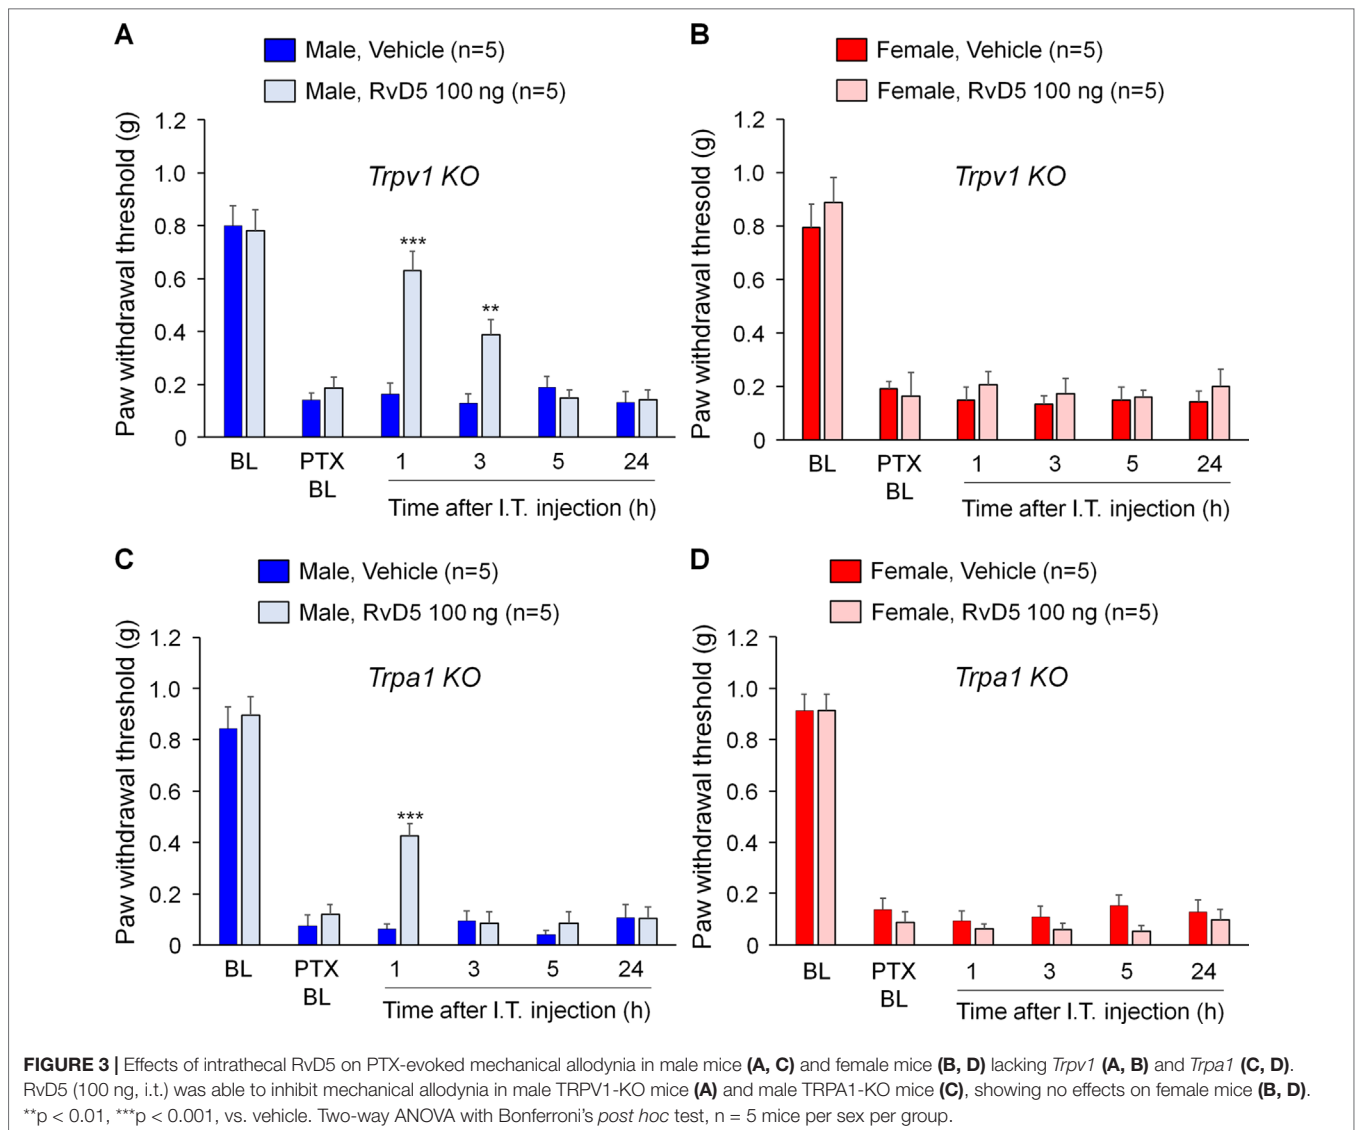 A
Male, Vehicle (n=5)
Male, RvD5 100 ng (n=5)
Paw withdrawal threshold (g)
1.2
1.0
0.8
0.6
0.4
0.2
0
Trpv1 KO
***
**
BL
PTX
BL
1
3
5
24
Time after I.T. injection (h)
B
Female, Vehicle (n=5)
Female, RvD5 100 ng (n=5)
Paw withdrawal thresold (g)
1.2
1.0
0.8
0.6
0.4
0.2
0
Trpv1 KO
BL
PTX
BL
1
3
5
24
Time after I.T. injection (h)
C
Male, Vehicle (n=5)
Male, RvD5 100 ng (n=5)
Paw withdrawal threshold (g)
1.2
1.0
0.8
0.6
0.4
0.2
0
Trpa1 KO
***
BL
PTX
BL
1
3
5
24
Time after I.T. injection (h)
D
Female, Vehicle (n=5)
Female, RvD5 100 ng (n=5)
Paw withdrawal threshold (g)
1.2
1.0
0.8
0.6
0.4
0.2
0
Trpa1 KO
BL
PTX
BL
1
3
5
24
Time after I.T. injection (h)
FIGURE 3 | Effects of intrathecal RvD5 on PTX-evoked mechanical allodynia in male mice (A, C) and female mice (B, D) lacking Trpv1 (A, B) and Trpa1 (C, D).
RvD5 (100 ng, i.t.) was able to inhibit mechanical allodynia in male TRPV1-KO mice (A) and male TRPA1-KO mice (C), showing no effects on female mice (B, D).
**p < 0.01, ***p < 0.001, vs. vehicle. Two-way ANOVA with Bonferroni's post hoc test, n = 5 mice per sex per group.